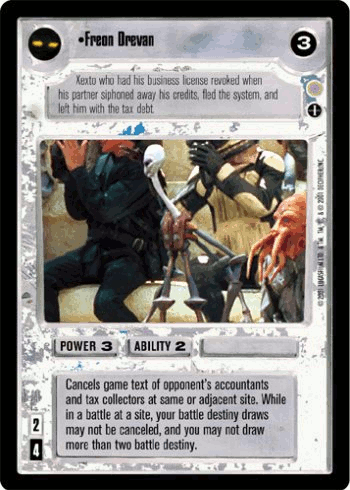 •Freon Drevan
3
Xexto who had his business license revoked when
his partner siphoned away his credits, fled the system, and
left him with the tax debt.
POWER 3
ABILITY 2
Cancels game text of opponent's accountants
and tax collectors at same or adjacent site. While
in a battle at a site, your battle destiny draws
may not be canceled, and you may not draw
more than two battle destiny.
2
4